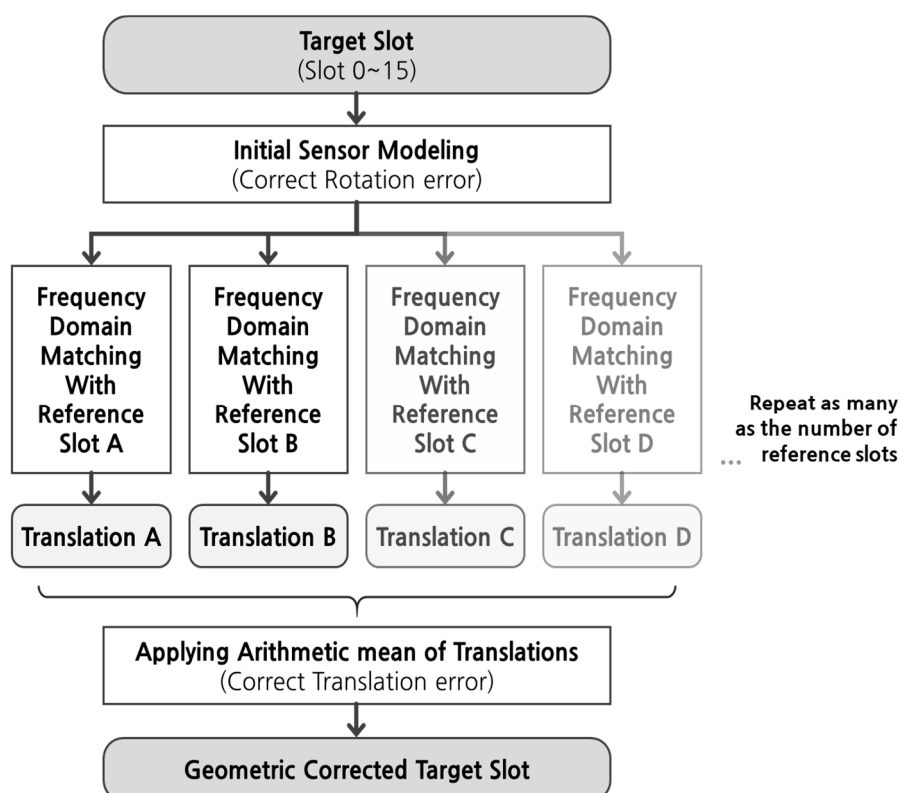 Target Slot
(Slot 0~15)
Initial Sensor Modeling
(Correct Rotation error)
Frequency
Domain
Matching
With
Reference
Slot A
Frequency
Domain
Matching
With
Reference
Slot B
Frequency
Domain
Matching
With
Reference
Slot C
Frequency
Domain
Matching
With
Reference
Slot D
...
Repeat as many
as the number of
reference slots
Translation A
Translation B
Translation C
Translation D
Applying Arithmetic mean of Translations
(Correct Translation error)
Geometric Corrected Target Slot